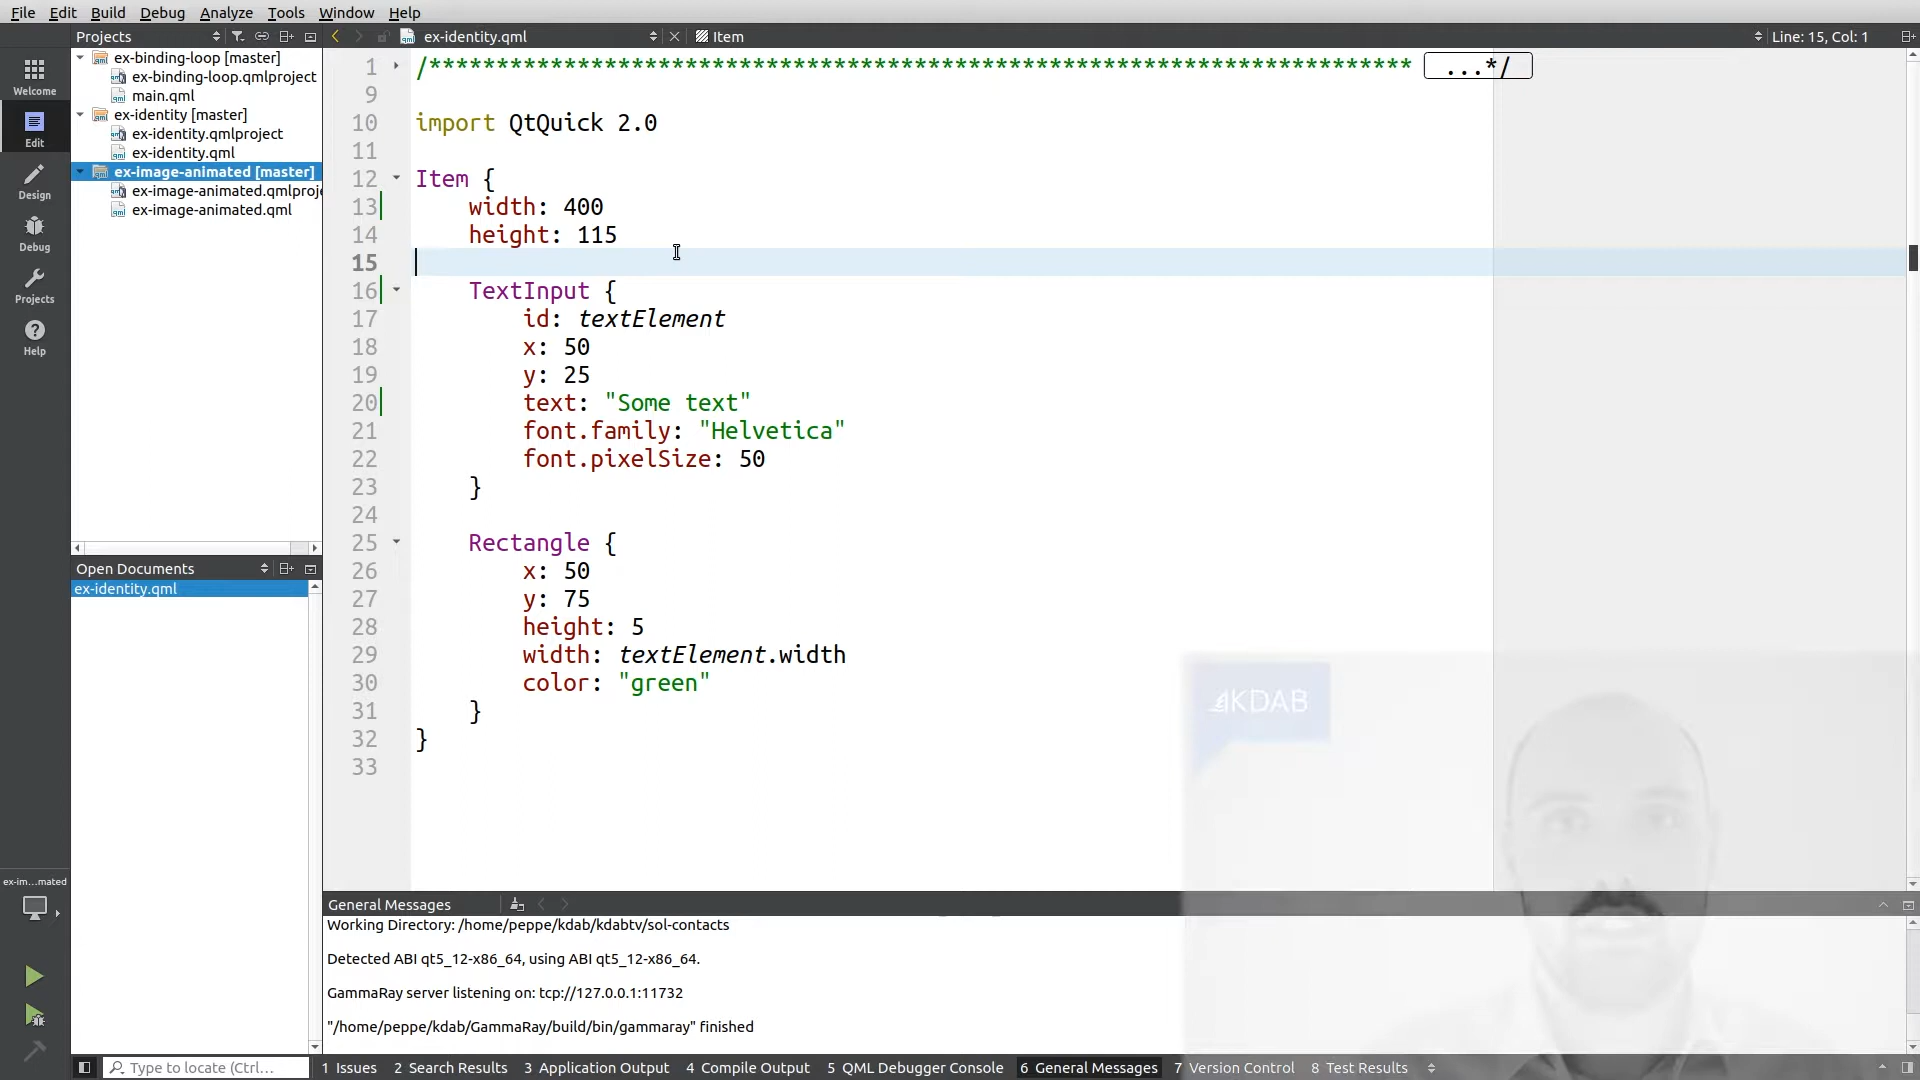 File Edit Build Debug Analyze Tools Window Help
Projects
ex-identity.qml
Item
Line: 15, Col: 1
Welcome
Edit
Design
Debug
Projects
Help
ex-binding-loop [master]
ex-binding-loop.qmlproject
main.qml
ex-identity [master]
ex-identity.qmlproject
ex-identity.qml
ex-image-animated [master]
ex-image-animated.qmlproje
ex-image-animated.qml
Open Documents
ex-identity.qml
1 /************************************************************************* ...*/
9
10 import QtQuick 2.0
11
12 Item {
13 width: 400
14 height: 115
15
16 TextInput {
17 id: textElement
18 x: 50
19 y: 25
20 text: "Some text"
21 font.family: "Helvetica"
22 font.pixelSize: 50
23 }
24
25 Rectangle {
26 x: 50
27 y: 75
28 height: 5
29 width: textElement.width
30 color: "green"
31 }
32 }
33
KDAB
ex-im...mated
General Messages
Working Directory: /home/peppe/kdab/kdabtv/sol-contacts
Detected ABI qt5_12-x86_64, using ABI qt5_12-x86_64.
GammaRay server listening on: tcp://127.0.0.1:11732
"/home/peppe/kdab/GammaRay/build/bin/gammaray" finished
Type to locate (Ctrl...
1 Issues 2 Search Results 3 Application Output 4 Compile Output 5 QML Debugger Console 6 General Messages 7 Version Control 8 Test Results